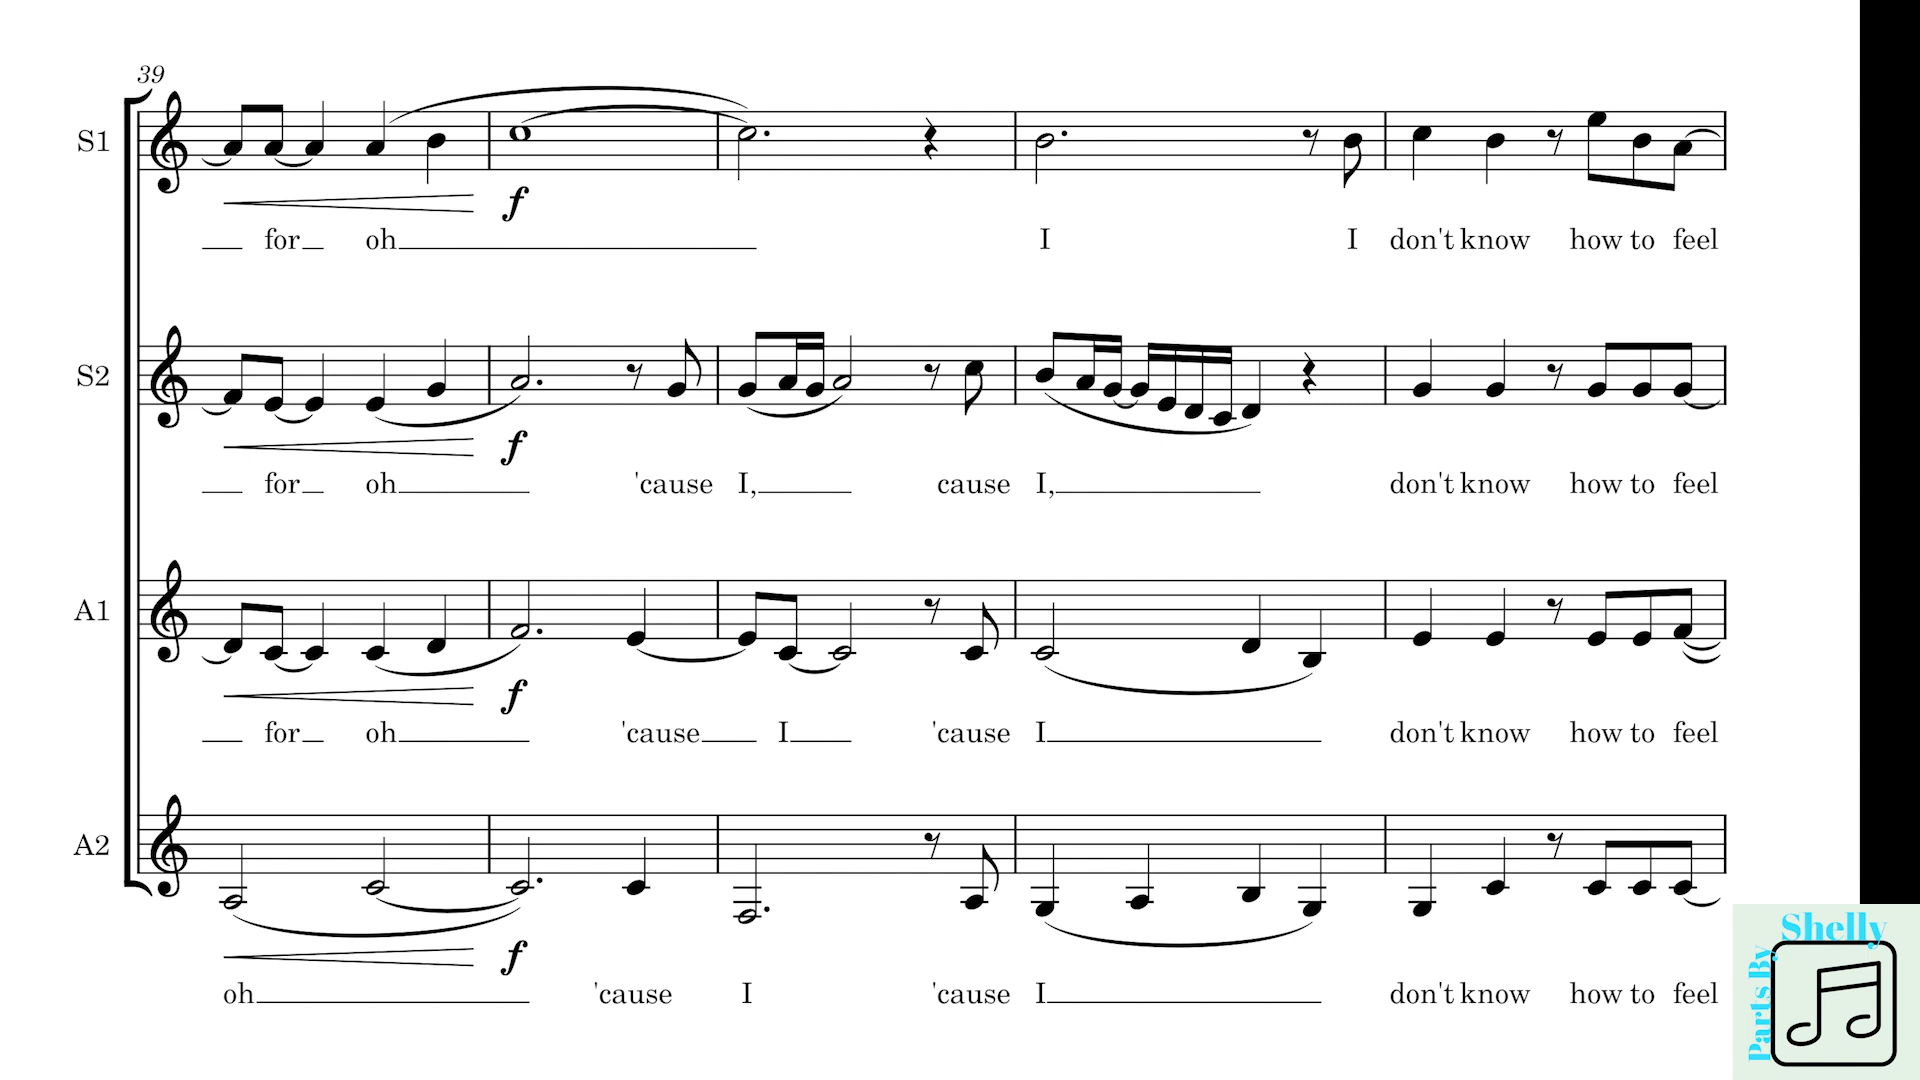 39
S1
f
for oh I I don't know how to feel
S2
f
for oh 'cause I, cause I, don't know how to feel
A1
f
for oh 'cause I 'cause I don't know how to feel
A2
f
oh 'cause I 'cause I don't know how to feel
Shelly
Parts By